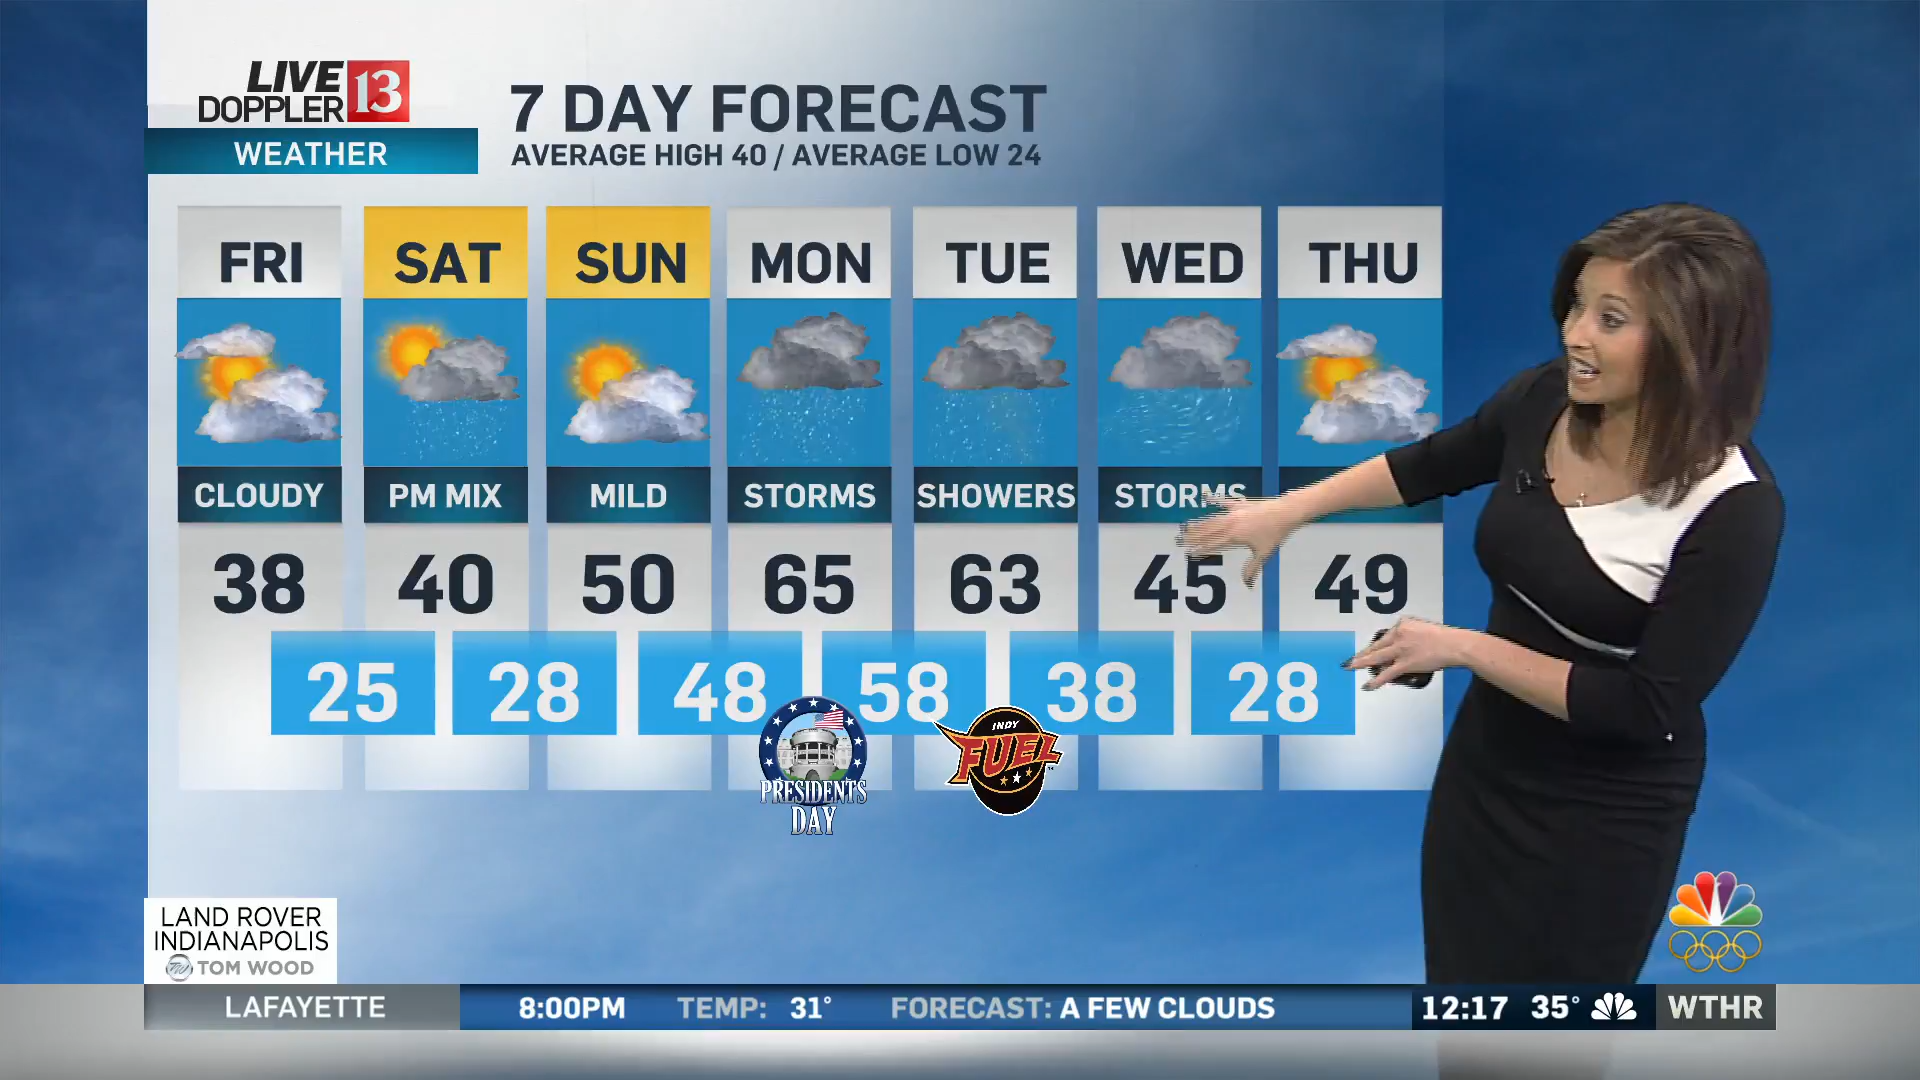 LIVE
DOPPLER 13
WEATHER
7 DAY FORECAST
AVERAGE HIGH 40 / AVERAGE LOW 24
FRI SAT SUN MON TUE WED THU
CLOUDY PM MIX MILD STORMS SHOWERS STORMS
38 40 50 65 63 45 49
25 28 48 58 38 28
PRESIDENTS
DAY
INDY
FUEL
LAND ROVER
INDIANAPOLIS
TOM WOOD
LAFAYETTE 8:00PM TEMP: 31° FORECAST: A FEW CLOUDS 12:17 35° WTHR